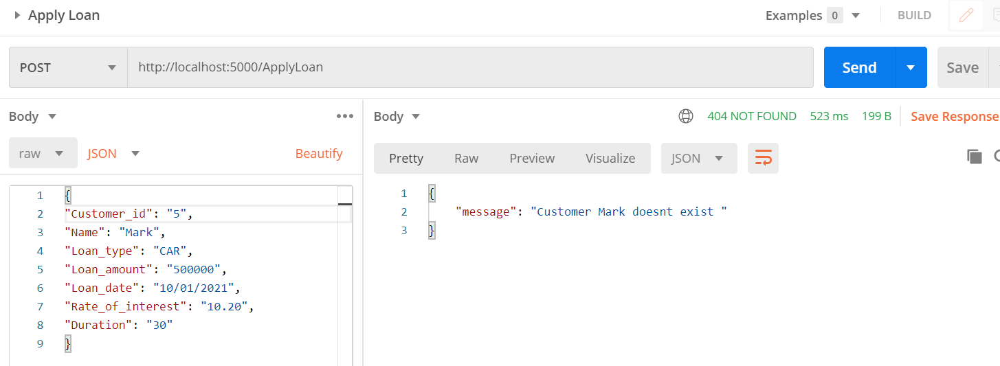 Apply Loan
Examples 0
BUILD
POST
http://localhost:5000/ApplyLoan
Send
Save
Body
raw
JSON
Beautify
1 {
2 "Customer_id": "5",
3 "Name": "Mark",
4 "Loan_type": "CAR",
5 "Loan_amount": "500000",
6 "Loan_date": "10/01/2021",
7 "Rate_of_interest": "10.20",
8 "Duration": "30"
9 }
Body
404 NOT FOUND 523 ms 199 B
Save Response
Pretty Raw Preview Visualize JSON
1 {
2 "message": "Customer Mark doesnt exist "
3 }